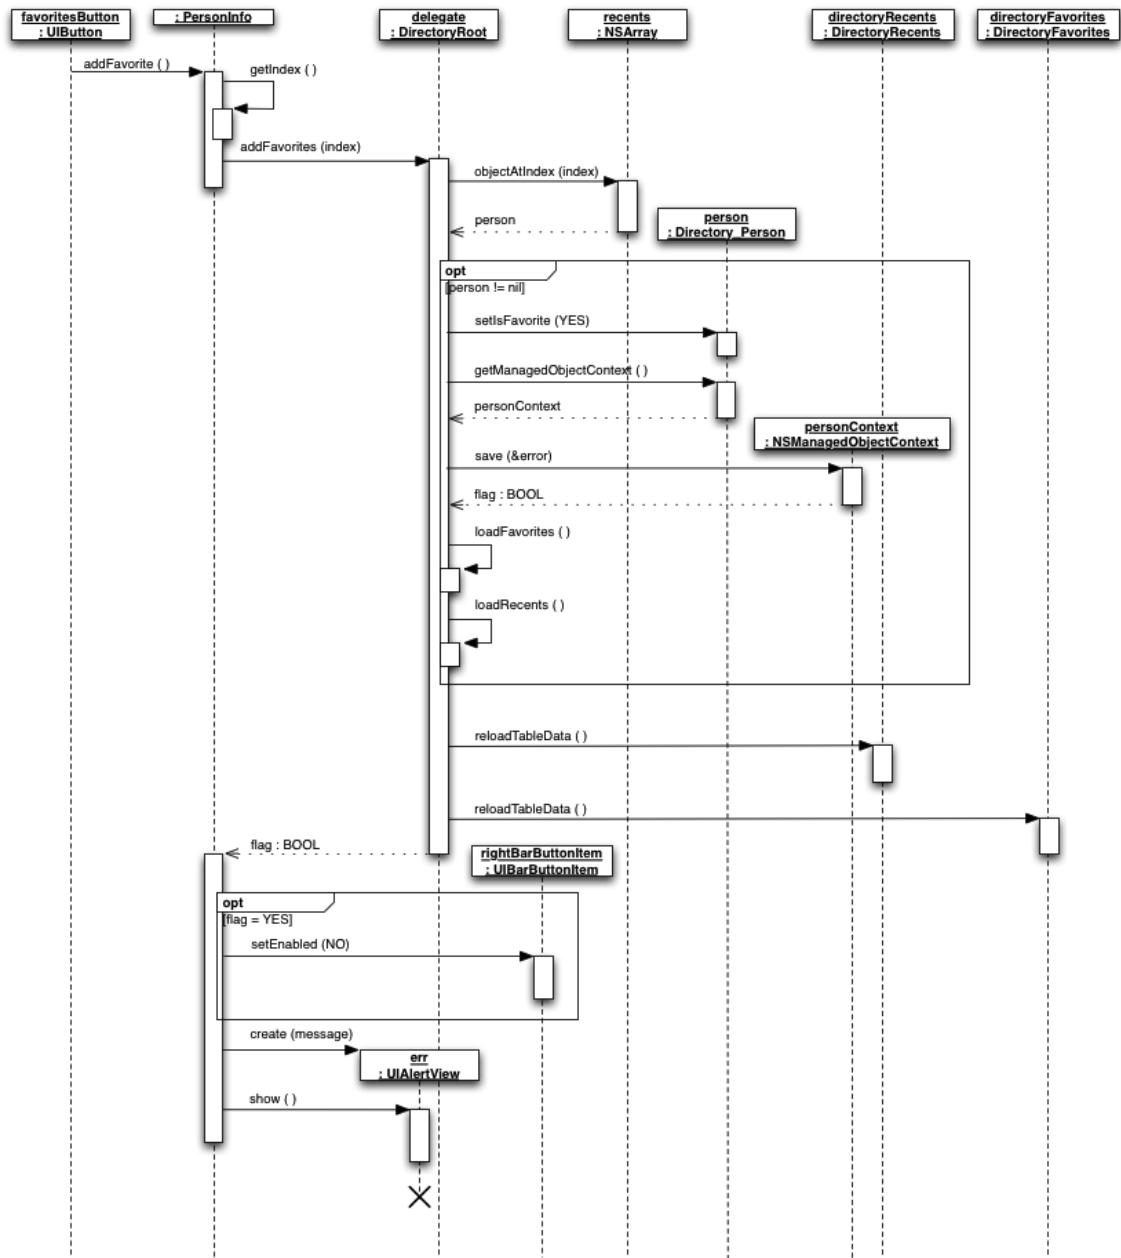 favoritesButton
: UIButton
: PersonInfo
delegate
: DirectoryRoot
recents
: NSArray
directoryRecents
: DirectoryRecents
directoryFavorites
: DirectoryFavorites
addFavorite ( )
getIndex ( )
addFavorites (index)
objectAtIndex (index)
person
person
: Directory_Person
opt
[person != nil]
setIsFavorite (YES)
getManagedObjectContext ( )
personContext
personContext
: NSManagedObjectContext
save (&error)
flag : BOOL
loadFavorites ( )
loadRecents ( )
reloadTableData ( )
reloadTableData ( )
flag : BOOL
rightBarButtonItem
: UIBarButtonItem
opt
[flag = YES]
setEnabled (NO)
create (message)
err
: UIAlertView
show ( )